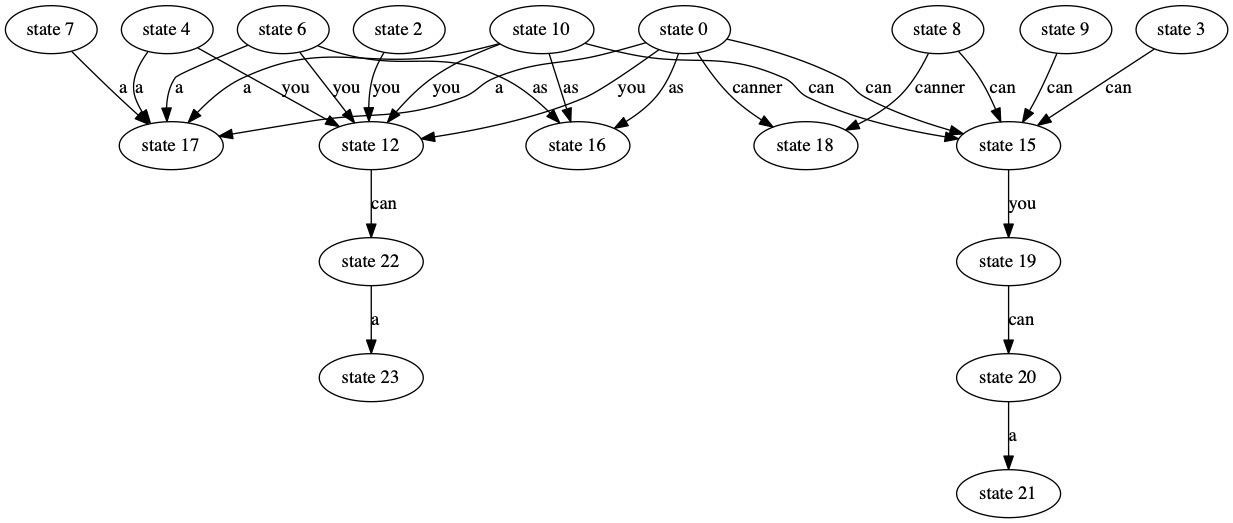 state 7 state 4 state 6 state 2 state 10 state 0 state 8 state 9 state 3
a a a you you you a you as as a you as canner can can canner can can can
state 17 state 12 state 16 state 18 state 15
can you
state 22 state 19
a can
state 23 state 20
a
state 21